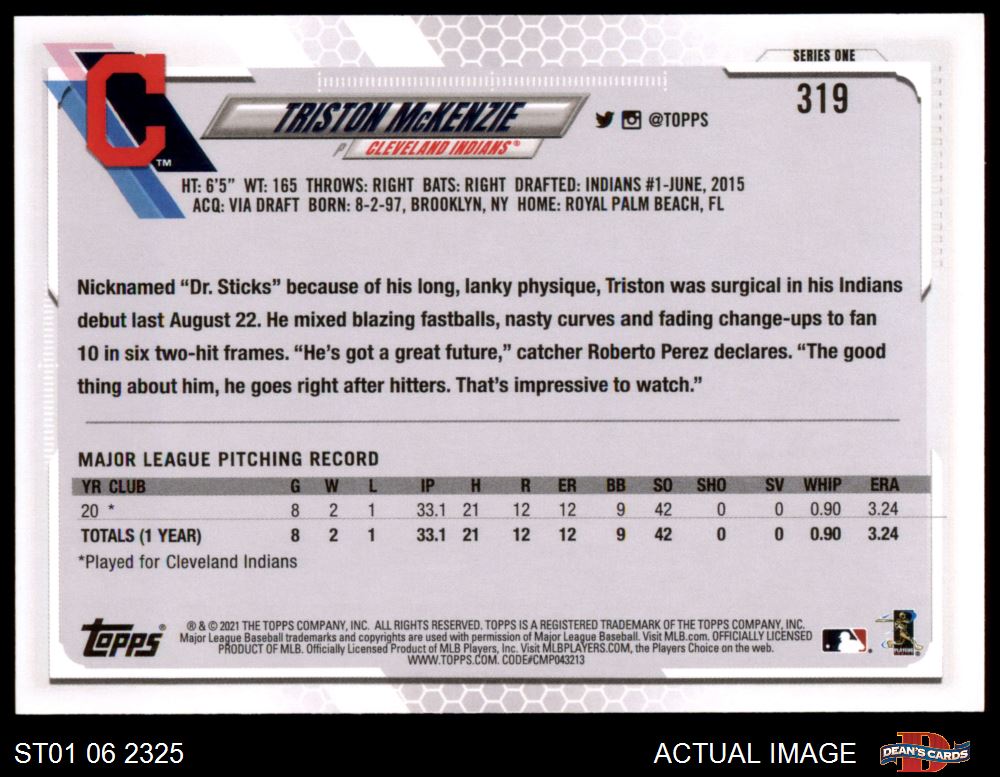 SERIES ONE
319
C
TM
TRISTON McKENZIE
@TOPPS
P CLEVELAND INDIANS®
HT: 6'5" WT: 165 THROWS: RIGHT BATS: RIGHT DRAFTED: INDIANS #1-JUNE, 2015
ACQ: VIA DRAFT BORN: 8-2-97, BROOKLYN, NY HOME: ROYAL PALM BEACH, FL
Nicknamed “Dr. Sticks” because of his long, lanky physique, Triston was surgical in his Indians
debut last August 22. He mixed blazing fastballs, nasty curves and fading change-ups to fan
10 in six two-hit frames. “He’s got a great future,” catcher Roberto Perez declares. “The good
thing about him, he goes right after hitters. That’s impressive to watch.”
MAJOR LEAGUE PITCHING RECORD
YR CLUB G W L IP H R ER BB SO SHO SV WHIP ERA
20 * 8 2 1 33.1 21 12 12 9 42 0 0 0.90 3.24
TOTALS (1 YEAR) 8 2 1 33.1 21 12 12 9 42 0 0 0.90 3.24
*Played for Cleveland Indians
TOPPS®
® & © 2021 THE TOPPS COMPANY, INC. ALL RIGHTS RESERVED. TOPPS IS A REGISTERED TRADEMARK OF THE TOPPS COMPANY, INC.
Major League Baseball trademarks and copyrights are used with permission of Major League Baseball. Visit MLB.com. OFFICIALLY LICENSED
PRODUCT OF MLB. Officially Licensed Product of MLB Players, Inc. Visit MLBPLAYERS.COM, the Players Choice on the web.
WWW.TOPPS.COM. CODE#CMP043213
ST01 06 2325
ACTUAL IMAGE
DEAN'S CARDS